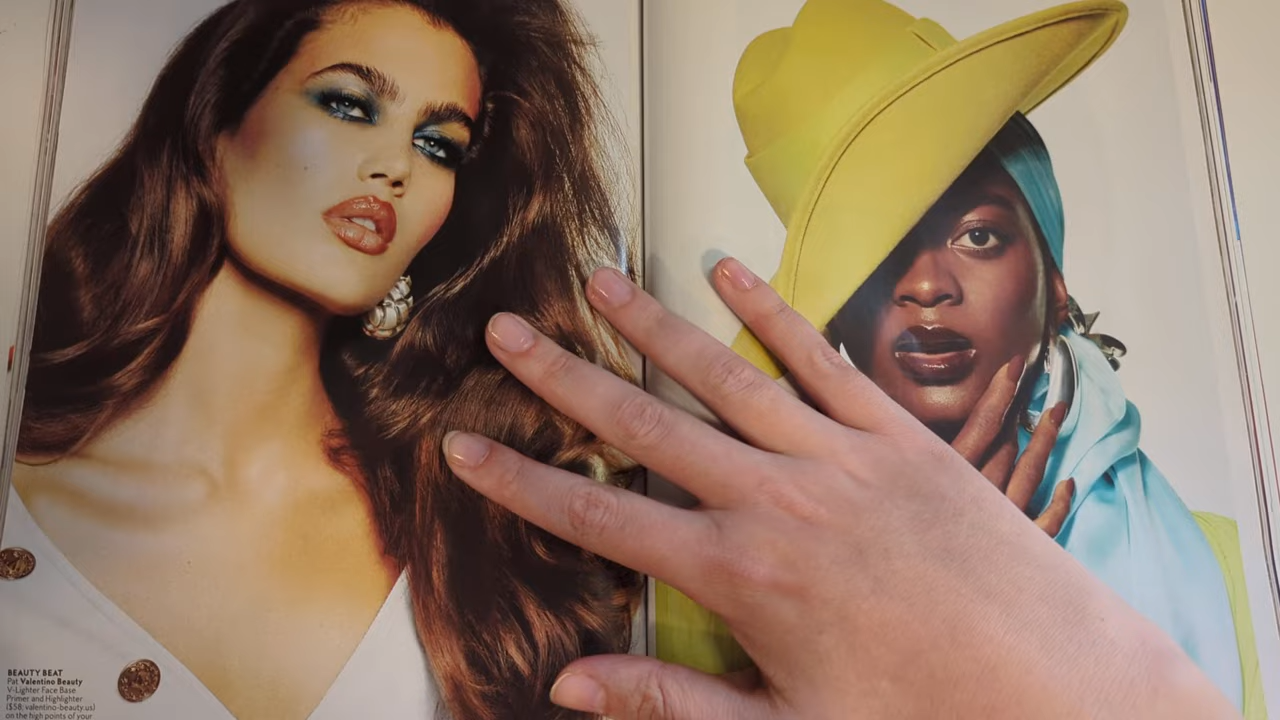 BEAUTY BEAT
Pat Valentino Beauty
V-Lighter Face Base
Primer and Highlighter
($58; valentino-beauty.us)
on the high points of your